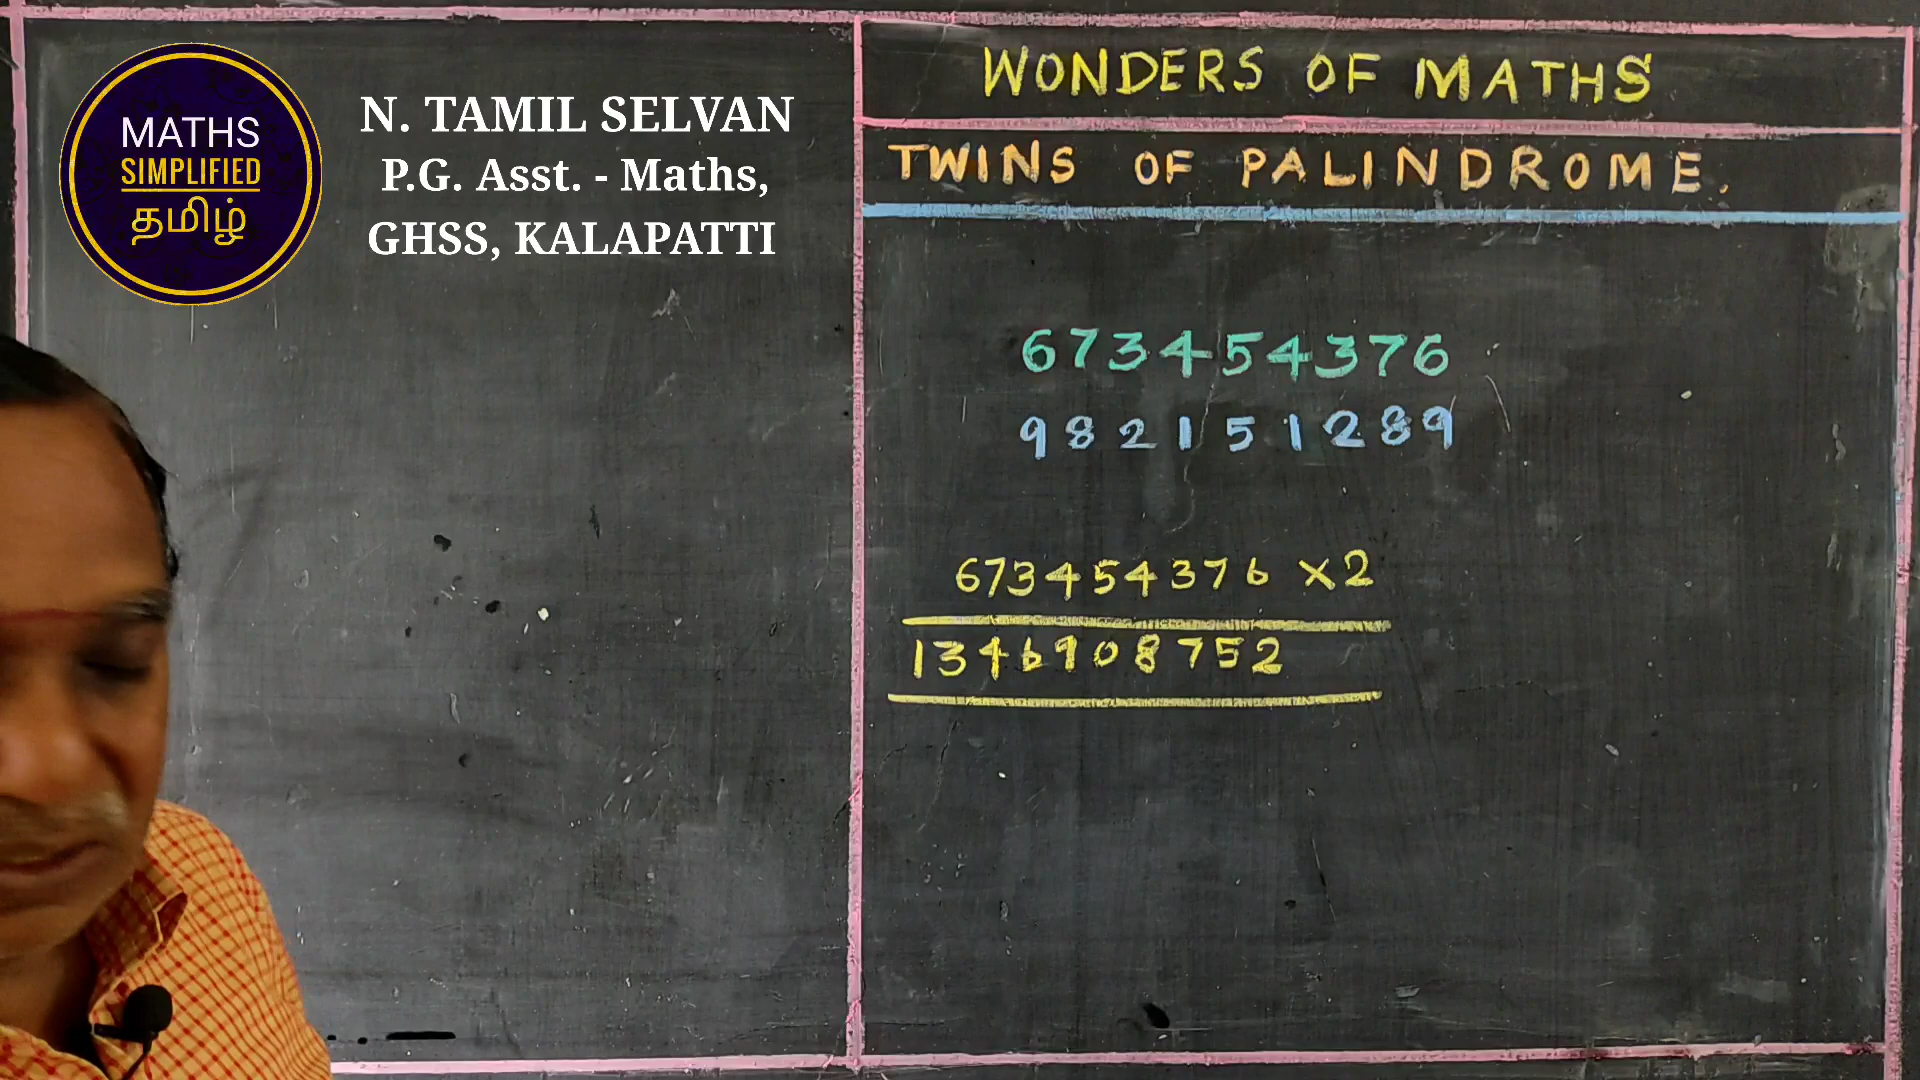 MATHS
SIMPLIFIED
தமிழ்
N. TAMIL SELVAN
P.G. Asst. - Maths,
GHSS, KALAPATTI
WONDERS OF MATHS
TWINS OF PALINDROME.
673454376
982151289
673454376 ×2
1346908752